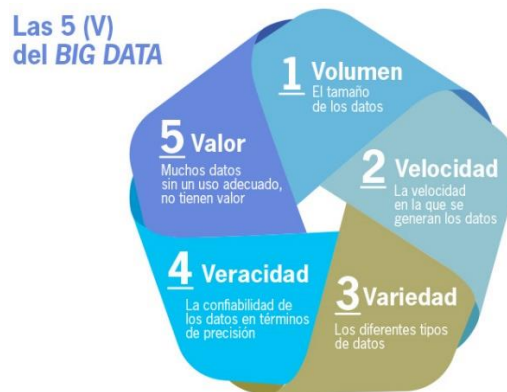 Las 5 (V)
del BIG DATA
1 Volumen
El tamaño
de los datos
2 Velocidad
La velocidad
en la que se
generan los datos
3 Variedad
Los diferentes tipos
de datos
4 Veracidad
La confiabilidad de
los datos en términos
de precisión
5 Valor
Muchos datos
sin un uso adecuado,
no tienen valor